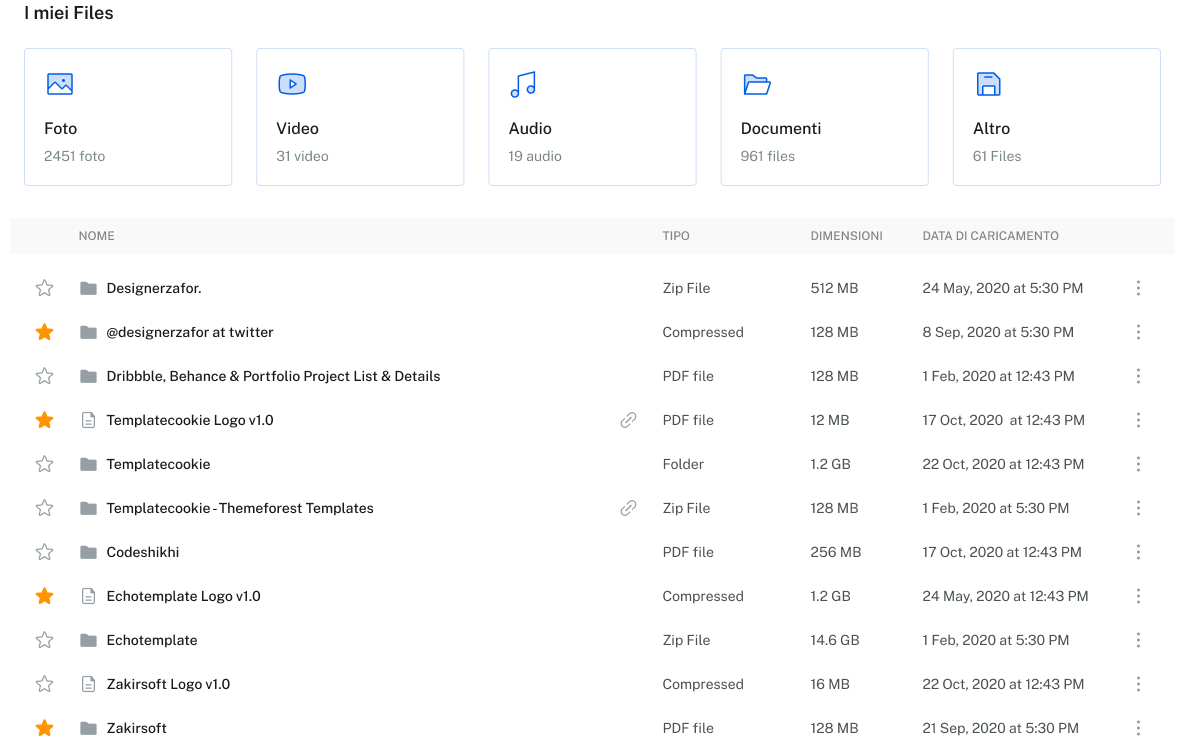 I miei Files
Foto
2451 foto
Video
31 video
Audio
19 audio
Documenti
961 files
Altro
61 Files
NOME TIPO DIMENSIONI DATA DI CARICAMENTO
Designerzafor. Zip File 512 MB 24 May, 2020 at 5:30 PM
@designerzafor at twitter Compressed 128 MB 8 Sep, 2020 at 5:30 PM
Dribbble, Behance & Portfolio Project List & Details PDF file 128 MB 1 Feb, 2020 at 12:43 PM
Templatecookie Logo v1.0 PDF file 12 MB 17 Oct, 2020 at 12:43 PM
Templatecookie Folder 1.2 GB 22 Oct, 2020 at 12:43 PM
Templatecookie - Themeforest Templates Zip File 128 MB 1 Feb, 2020 at 5:30 PM
Codeshikhi PDF file 256 MB 17 Oct, 2020 at 12:43 PM
Echotemplate Logo v1.0 Compressed 1.2 GB 24 May, 2020 at 12:43 PM
Echotemplate Zip File 14.6 GB 1 Feb, 2020 at 5:30 PM
Zakirsoft Logo v1.0 Compressed 16 MB 22 Oct, 2020 at 12:43 PM
Zakirsoft PDF file 128 MB 21 Sep, 2020 at 5:30 PM